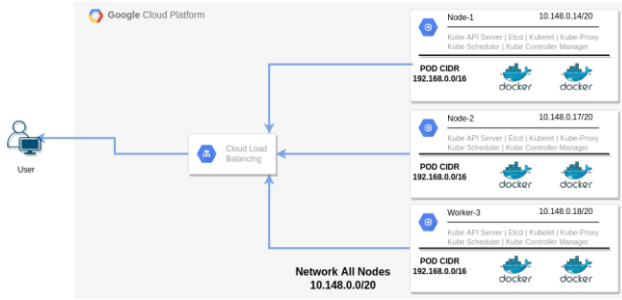 Google Cloud Platform
Node-1 10.148.0.14/20
Kube API Server | Etcd | Kubelet | Kube-Proxy
Kube Scheduler | Kube Controller Manager
POD CIDR
192.168.0.0/16
docker docker
Node-2 10.148.0.17/20
Kube API Server | Etcd | Kubelet | Kube-Proxy
Kube Scheduler | Kube Controller Manager
POD CIDR
192.168.0.0/16
docker docker
Cloud Load
Balancing
User
Worker-3 10.148.0.18/20
Kube API Server | Etcd | Kubelet | Kube-Proxy
Kube Scheduler | Kube Controller Manager
POD CIDR
192.168.0.0/16
docker docker
Network All Nodes
10.148.0.0/20